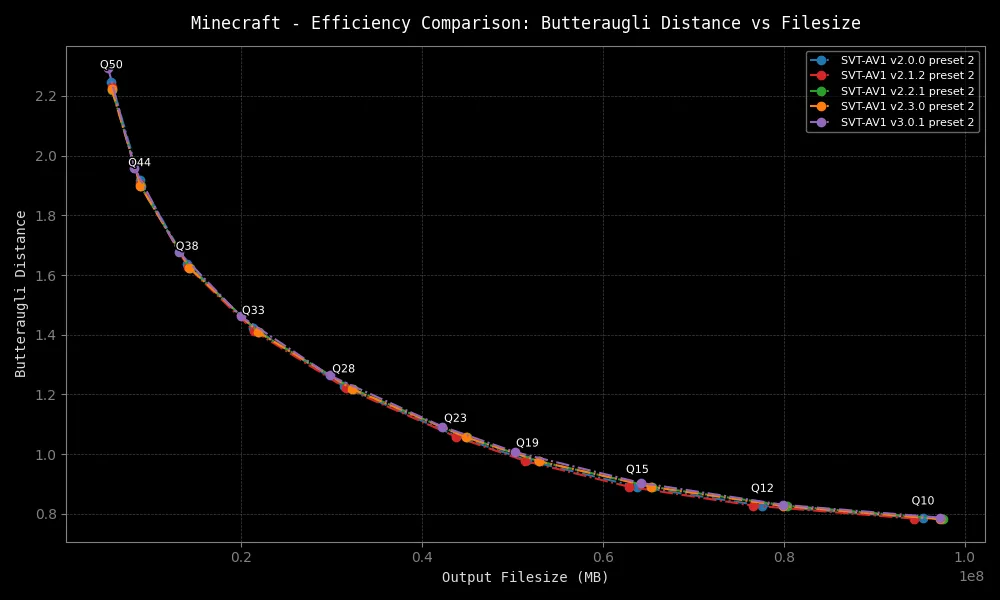 Minecraft - Efficiency Comparison: Butteraugli Distance vs Filesize
SVT-AV1 v2.0.0 preset 2
SVT-AV1 v2.1.2 preset 2
SVT-AV1 v2.2.1 preset 2
SVT-AV1 v2.3.0 preset 2
SVT-AV1 v3.0.1 preset 2
Butteraugli Distance
2.2
2.0
1.8
1.6
1.4
1.2
1.0
0.8
Q50
Q44
Q38
Q33
Q28
Q23
Q19
Q15
Q12
Q10
0.2
0.4
0.6
0.8
1.0
1e8
Output Filesize (MB)